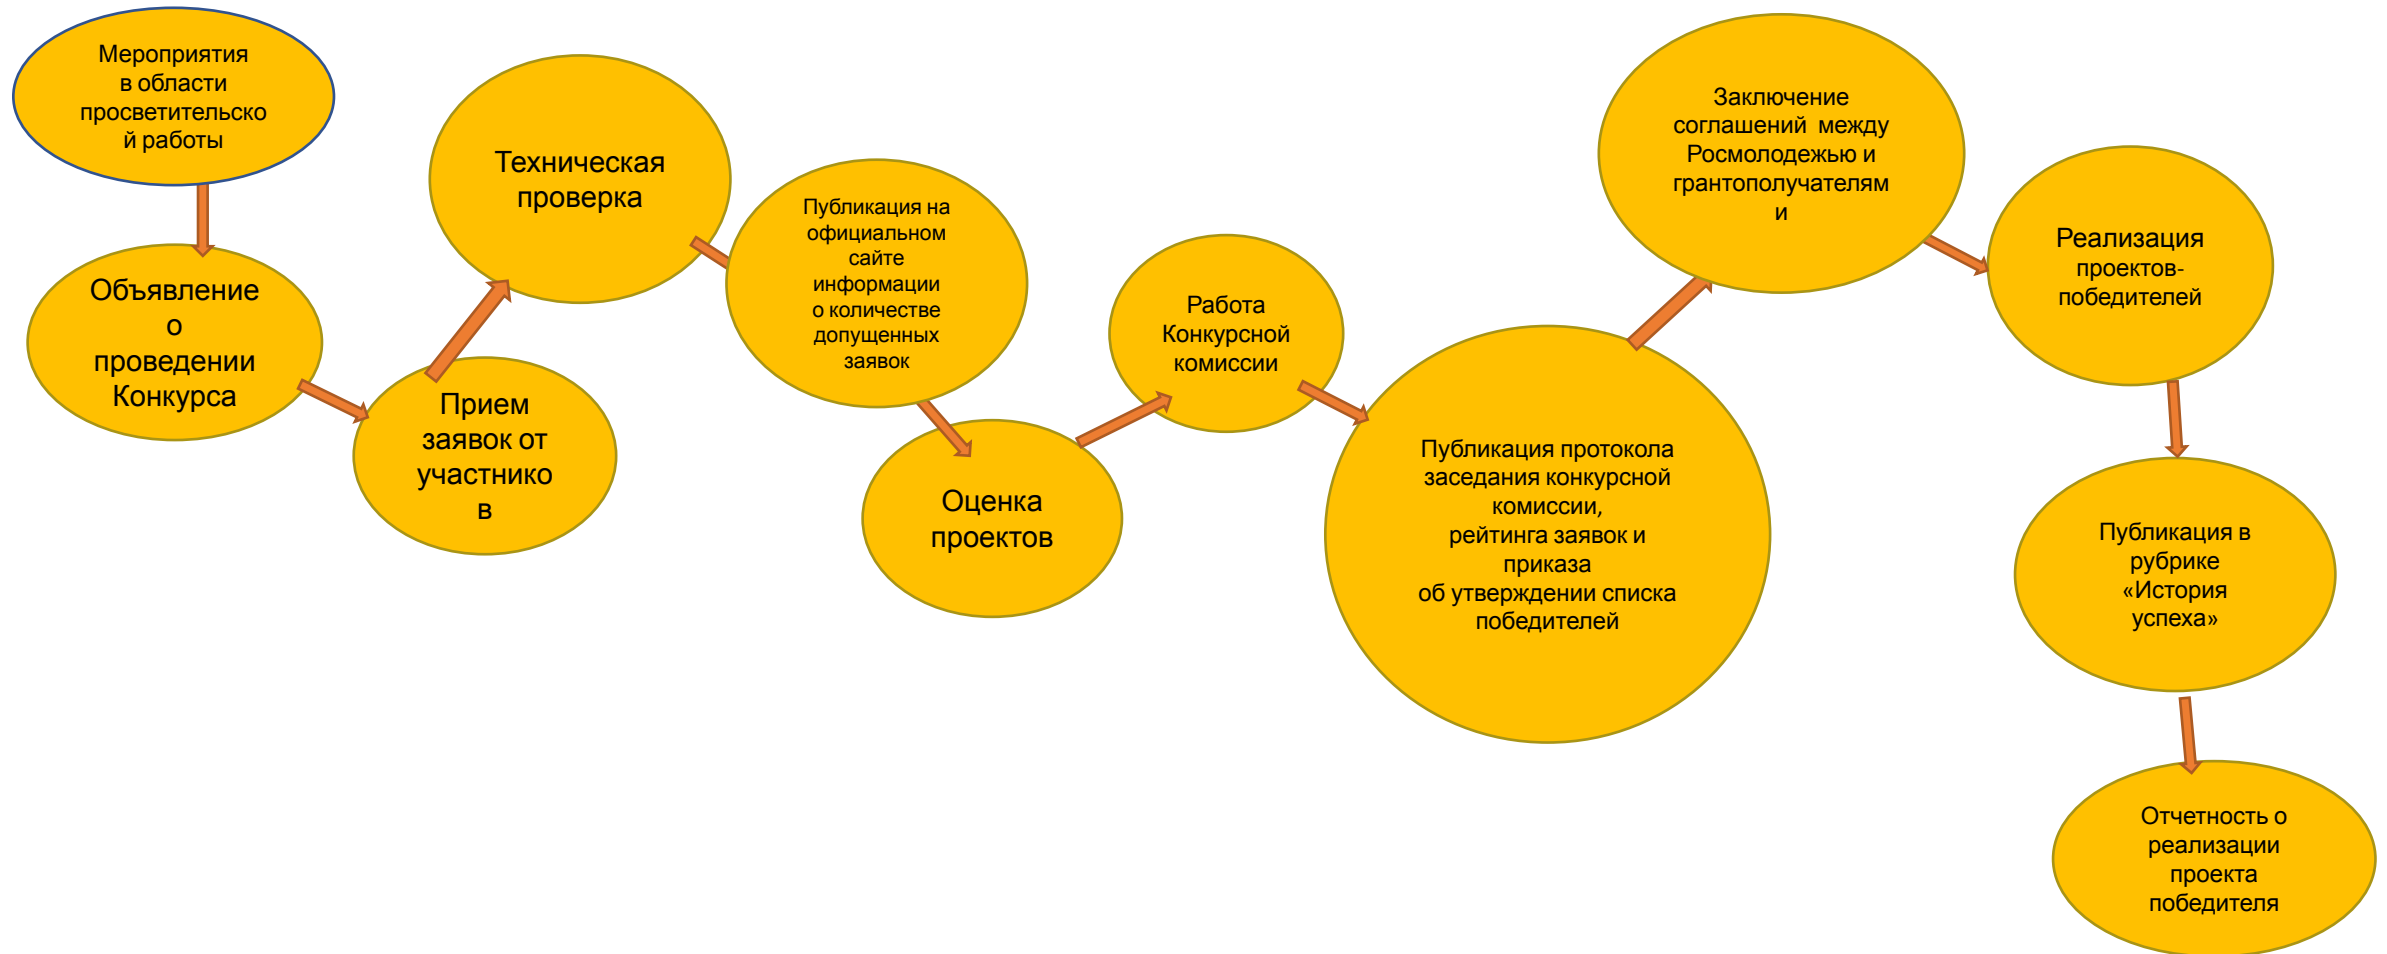 Мероприятия
в области
просветительско
й работы
Объявление
о
проведении
Конкурса
Прием
заявок от
участнико
в
Техническая
проверка
Публикация на
официальном
сайте
информации
о количестве
допущенных
заявок
Оценка
проектов
Работа
Конкурсной
комиссии
Публикация протокола
заседания конкурсной
комиссии,
рейтинга заявок и
приказа
об утверждении списка
победителей
Заключение
соглашений  между
Росмолодежью и
грантополучателям
и
Реализация
проектов-
победителей
Публикация в
рубрике
«История
успеха»
Отчетность о
реализации
проекта
победителя